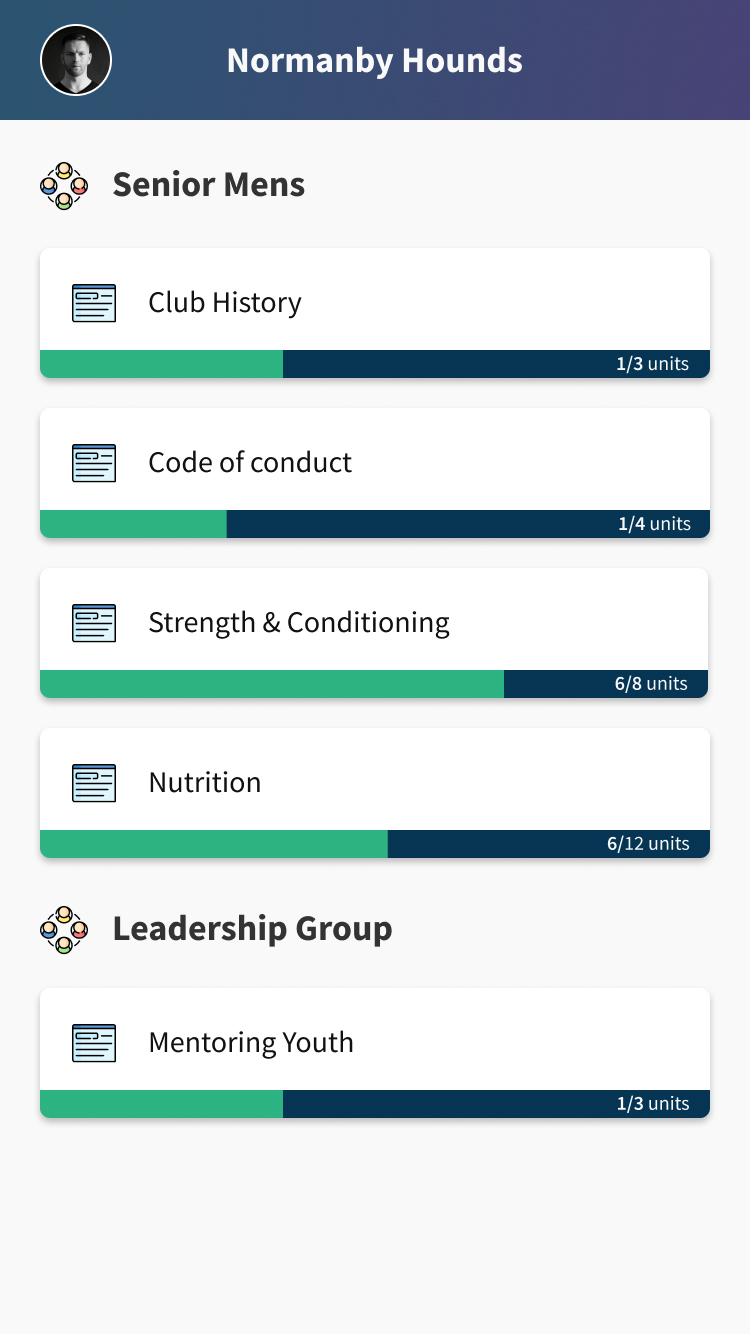 Normanby Hounds
Senior Mens
Club History
1/3 units
Code of conduct
1/4 units
Strength & Conditioning
6/8 units
Nutrition
6/12 units
Leadership Group
Mentoring Youth
1/3 units